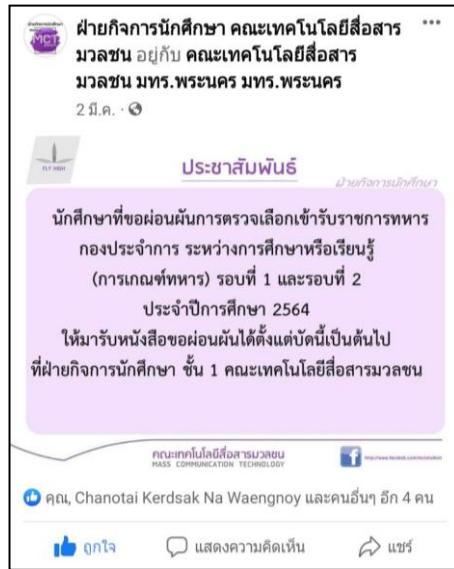 ฝ่ายกิจการนักศึกษา คณะเทคโนโลยีสื่อสาร
มวลชน อยู่กับ คณะเทคโนโลยีสื่อสาร
มวลชน มทร.พระนคร มทร.พระนคร
2 มี.ค.
MCT
FLY HIGH
ประชาสัมพันธ์
ฝ่ายกิจการนักศึกษา
นักศึกษาที่ขอผ่อนผันการตรวจเลือกเข้ารับราชการทหาร
กองประจำการ ระหว่างการศึกษาหรือเรียนรู้
(การเกณฑ์ทหาร) รอบที่ 1 และรอบที่ 2
ประจำปีการศึกษา 2564
ให้มารับหนังสือขอผ่อนผันได้ตั้งแต่บัดนี้เป็นต้นไป
ที่ฝ่ายกิจการนักศึกษา ชั้น 1 คณะเทคโนโลยีสื่อสารมวลชน
คณะเทคโนโลยีสื่อสารมวลชน
MASS COMMUNICATION TECHNOLOGY
คุณ, Chanotai Kerdsak Na Waengnoy และคนอื่นๆ อีก 4 คน
ถูกใจ แสดงความคิดเห็น แชร์